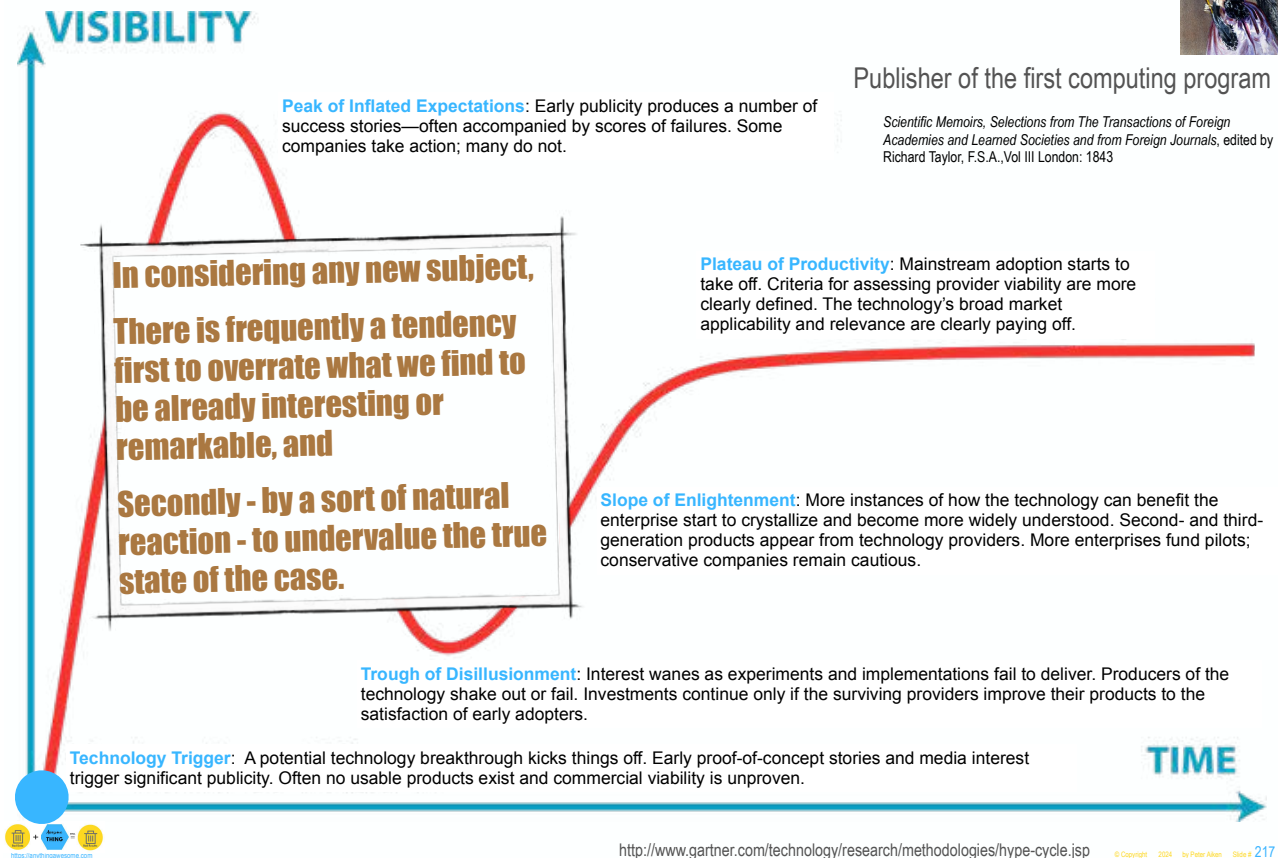 VISIBILITY
Publisher of the first computing program
Scientific Memoirs, Selections from The Transactions of Foreign
Academies and Learned Societies and from Foreign Journals, edited by
Richard Taylor, F.S.A.,Vol III London: 1843
Peak of Inflated Expectations: Early publicity produces a number of
success stories—often accompanied by scores of failures. Some
companies take action; many do not.
In considering any new subject,
There is frequently a tendency
first to overrate what we find to
be already interesting or
remarkable, and
Secondly - by a sort of natural
reaction - to undervalue the true
state of the case.
Plateau of Productivity: Mainstream adoption starts to
take off. Criteria for assessing provider viability are more
clearly defined. The technology’s broad market
applicability and relevance are clearly paying off.
Slope of Enlightenment: More instances of how the technology can benefit the
enterprise start to crystallize and become more widely understood. Second- and third-
generation products appear from technology providers. More enterprises fund pilots;
conservative companies remain cautious.
Trough of Disillusionment: Interest wanes as experiments and implementations fail to deliver. Producers of the
technology shake out or fail. Investments continue only if the surviving providers improve their products to the
satisfaction of early adopters.
Technology Trigger: A potential technology breakthrough kicks things off. Early proof-of-concept stories and media interest
trigger significant publicity. Often no usable products exist and commercial viability is unproven.
TIME
+ THING =
https://anythingawesome.com
http://www.gartner.com/technology/research/methodologies/hype-cycle.jsp
© Copyright 2024 by Peter Aiken Slide # 217